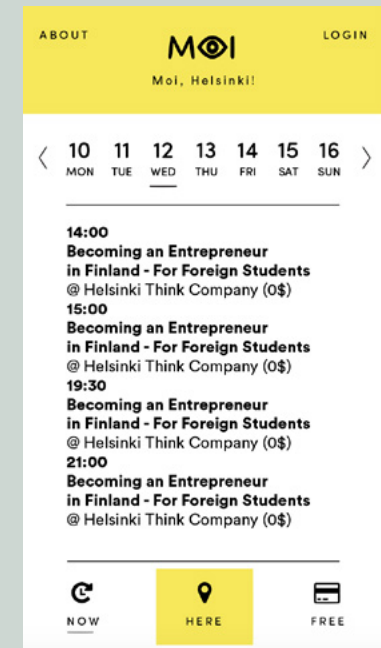 ABOUT
MOI
LOGIN
Moi, Helsinki!
10 11 12 13 14 15 16
MON TUE WED THU FRI SAT SUN
14:00
Becoming an Entrepreneur
in Finland - For Foreign Students
@ Helsinki Think Company (0$)
15:00
Becoming an Entrepreneur
in Finland - For Foreign Students
@ Helsinki Think Company (0$)
19:30
Becoming an Entrepreneur
in Finland - For Foreign Students
@ Helsinki Think Company (0$)
21:00
Becoming an Entrepreneur
in Finland - For Foreign Students
@ Helsinki Think Company (0$)
NOW
HERE
FREE